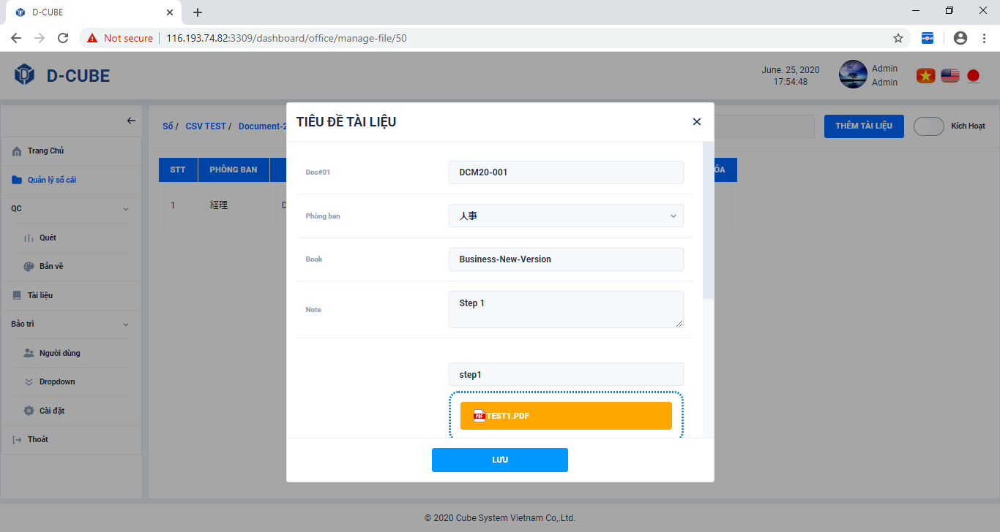 D-CUBE
Not secure
116.193.74.82:3309/dashboard/office/manage-file/50
D-CUBE
June. 25, 2020
17:54:48
Admin
Admin
Sổ / CSV TEST / Document-2
THÊM TÀI LIỆU
Kích Hoạt
Trang Chủ
Quản lý sổ cái
QC
Quét
Bản vẽ
Tài liệu
Bảo trì
Người dùng
Dropdown
Cài đặt
Thoát
STT
PHÒNG BAN
ÓA
1
経理
D
TIÊU ĐỀ TÀI LIỆU
Doc#01
DCM20-001
Phòng ban
人事
Book
Business-New-Version
Note
Step 1
step1
PDF TEST1.PDF
LƯU
© 2020 Cube System Vietnam Co,.Ltd.